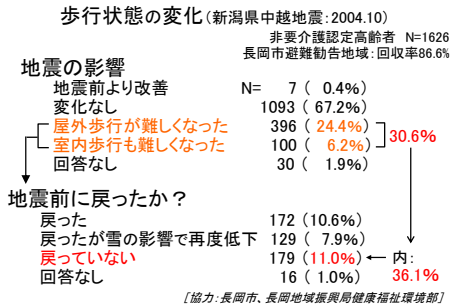 歩行状態の変化(新潟県中越地震:2004.10)
非要介護認定高齢者 N=1626
長岡市避難勧告地域:回収率86.6%
地震の影響
地震前より改善 N= 7 ( 0.4%)
変化なし 1093 (67.2%)
屋外歩行が難しくなった 396 (24.4%)
室内歩行も難しくなった 100 ( 6.2%)
30.6%
回答なし 30 ( 1.9%)
地震前に戻ったか?
戻った 172 (10.6%)
戻ったが雪の影響で再度低下 129 ( 7.9%)
戻っていない 179 (11.0%) 内:
回答なし 16 ( 1.0%) 36.1%
[協力:長岡市、長岡地域振興局健康福祉環境部]